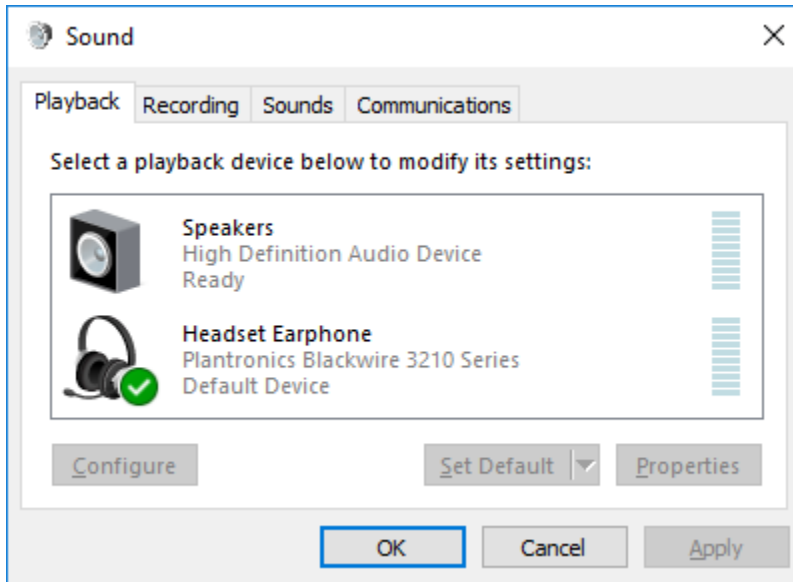 Sound
Playback Recording Sounds Communications
Select a playback device below to modify its settings:
Speakers
High Definition Audio Device
Ready
Headset Earphone
Plantronics Blackwire 3210 Series
Default Device
Configure Set Default Properties
OK Cancel Apply